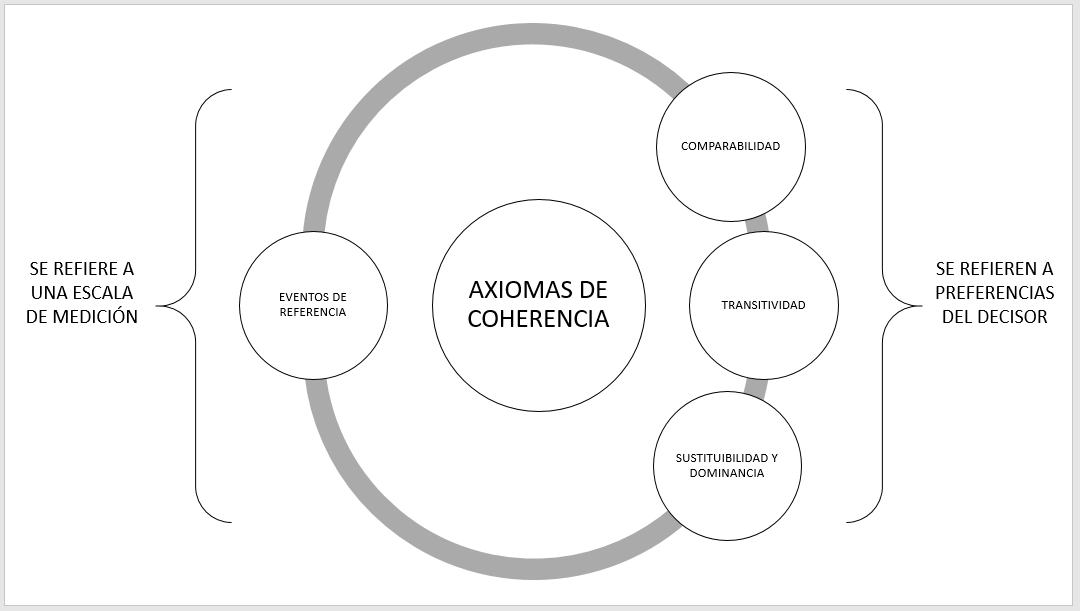 SE REFIERE A
UNA ESCALA
DE MEDICIÓN
EVENTOS DE
REFERENCIA
AXIOMAS DE
COHERENCIA
COMPARABILIDAD
TRANSITIVIDAD
SUSTITUIBILIDAD Y
DOMINANCIA
SE REFIEREN A
PREFERENCIAS
DEL DECISOR